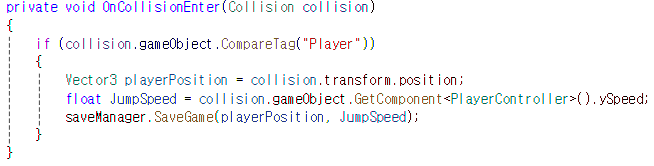 private void OnCollisionEnter(Collision collision)
{
if (collision.gameObject.CompareTag("Player"))
{
Vector3 playerPosition = collision.transform.position;
float JumpSpeed = collision.gameObject.GetComponent<PlayerController>().ySpeed;
saveManager.SaveGame(playerPosition, JumpSpeed);
}
}